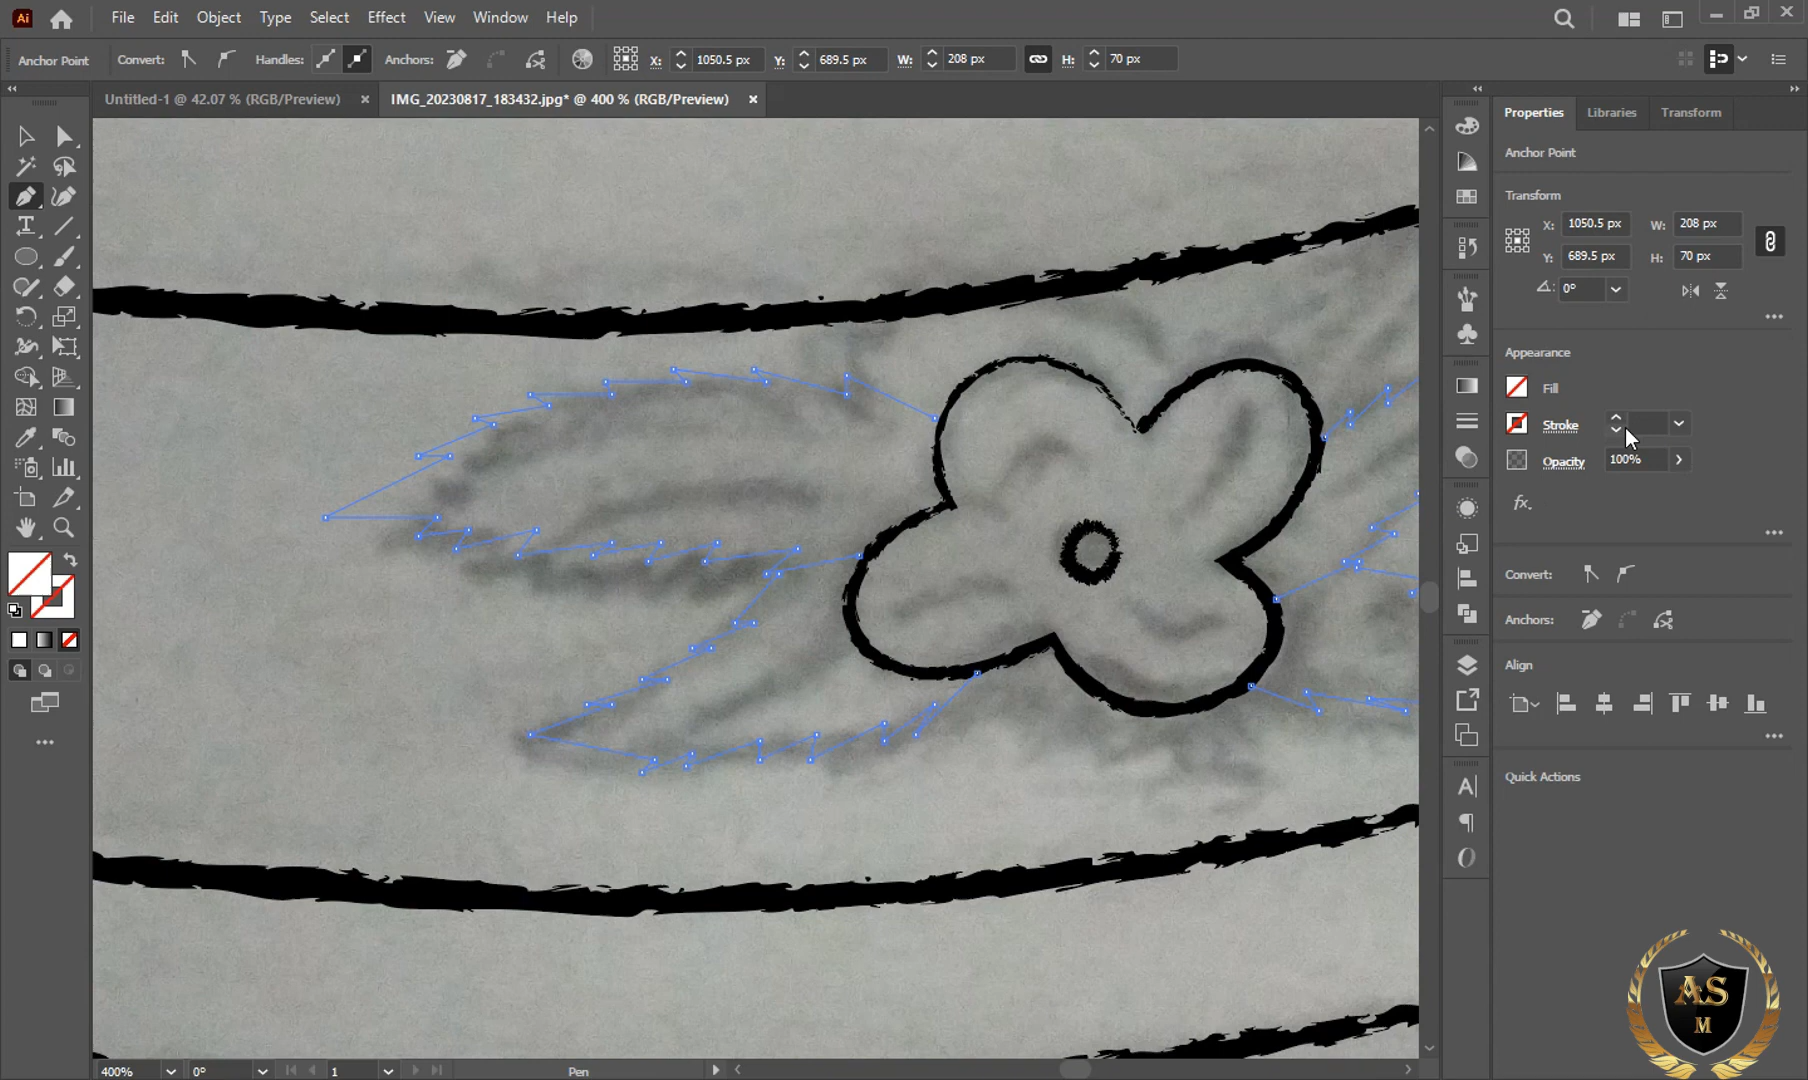 Ai File Edit Object Type Select Effect View Window Help
Anchor Point Convert: Handles: Anchors: X: 1050.5 px Y: 689.5 px W: 208 px H: 70 px
Untitled-1 @ 42.07 % (RGB/Preview) × IMG_20230817_183432.jpg* @ 400 % (RGB/Preview) ×
Properties Libraries Transform
Anchor Point
Transform
X: 1050.5 px W: 208 px
Y: 689.5 px H: 70 px
0°
Appearance
Fill
Stroke
Opacity 100%
fx.
Convert:
Anchors:
Align
Quick Actions
AS
M
400% 0° 1 Pen